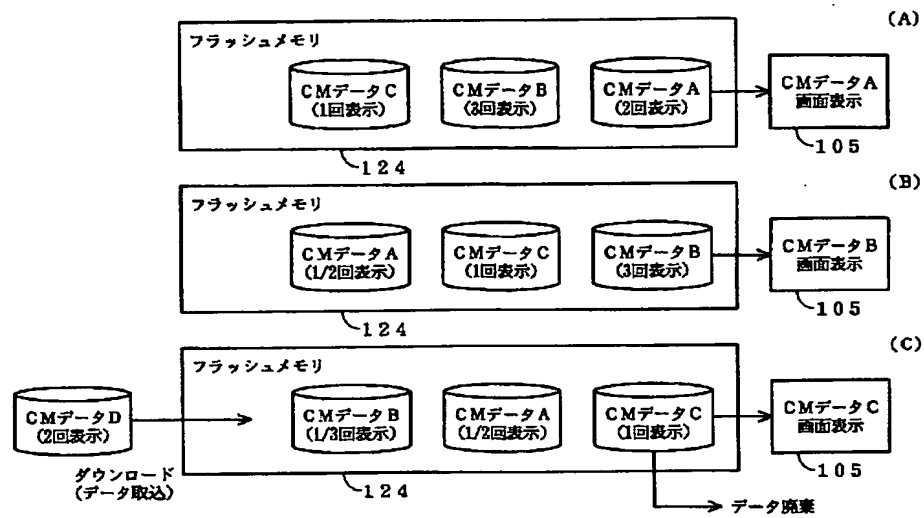 (A)
フラッシュメモリ
CMデータC
(1回表示)
CMデータB
(3回表示)
CMデータA
(2回表示)
CMデータA
画面表示
124
105
(B)
フラッシュメモリ
CMデータA
(1/2回表示)
CMデータC
(1回表示)
CMデータB
(3回表示)
CMデータB
画面表示
124
105
(C)
フラッシュメモリ
CMデータD
(2回表示)
CMデータB
(1/3回表示)
CMデータA
(1/2回表示)
CMデータC
(1回表示)
CMデータC
画面表示
ダウンロード
(データ取込)
124
105
データ廃棄